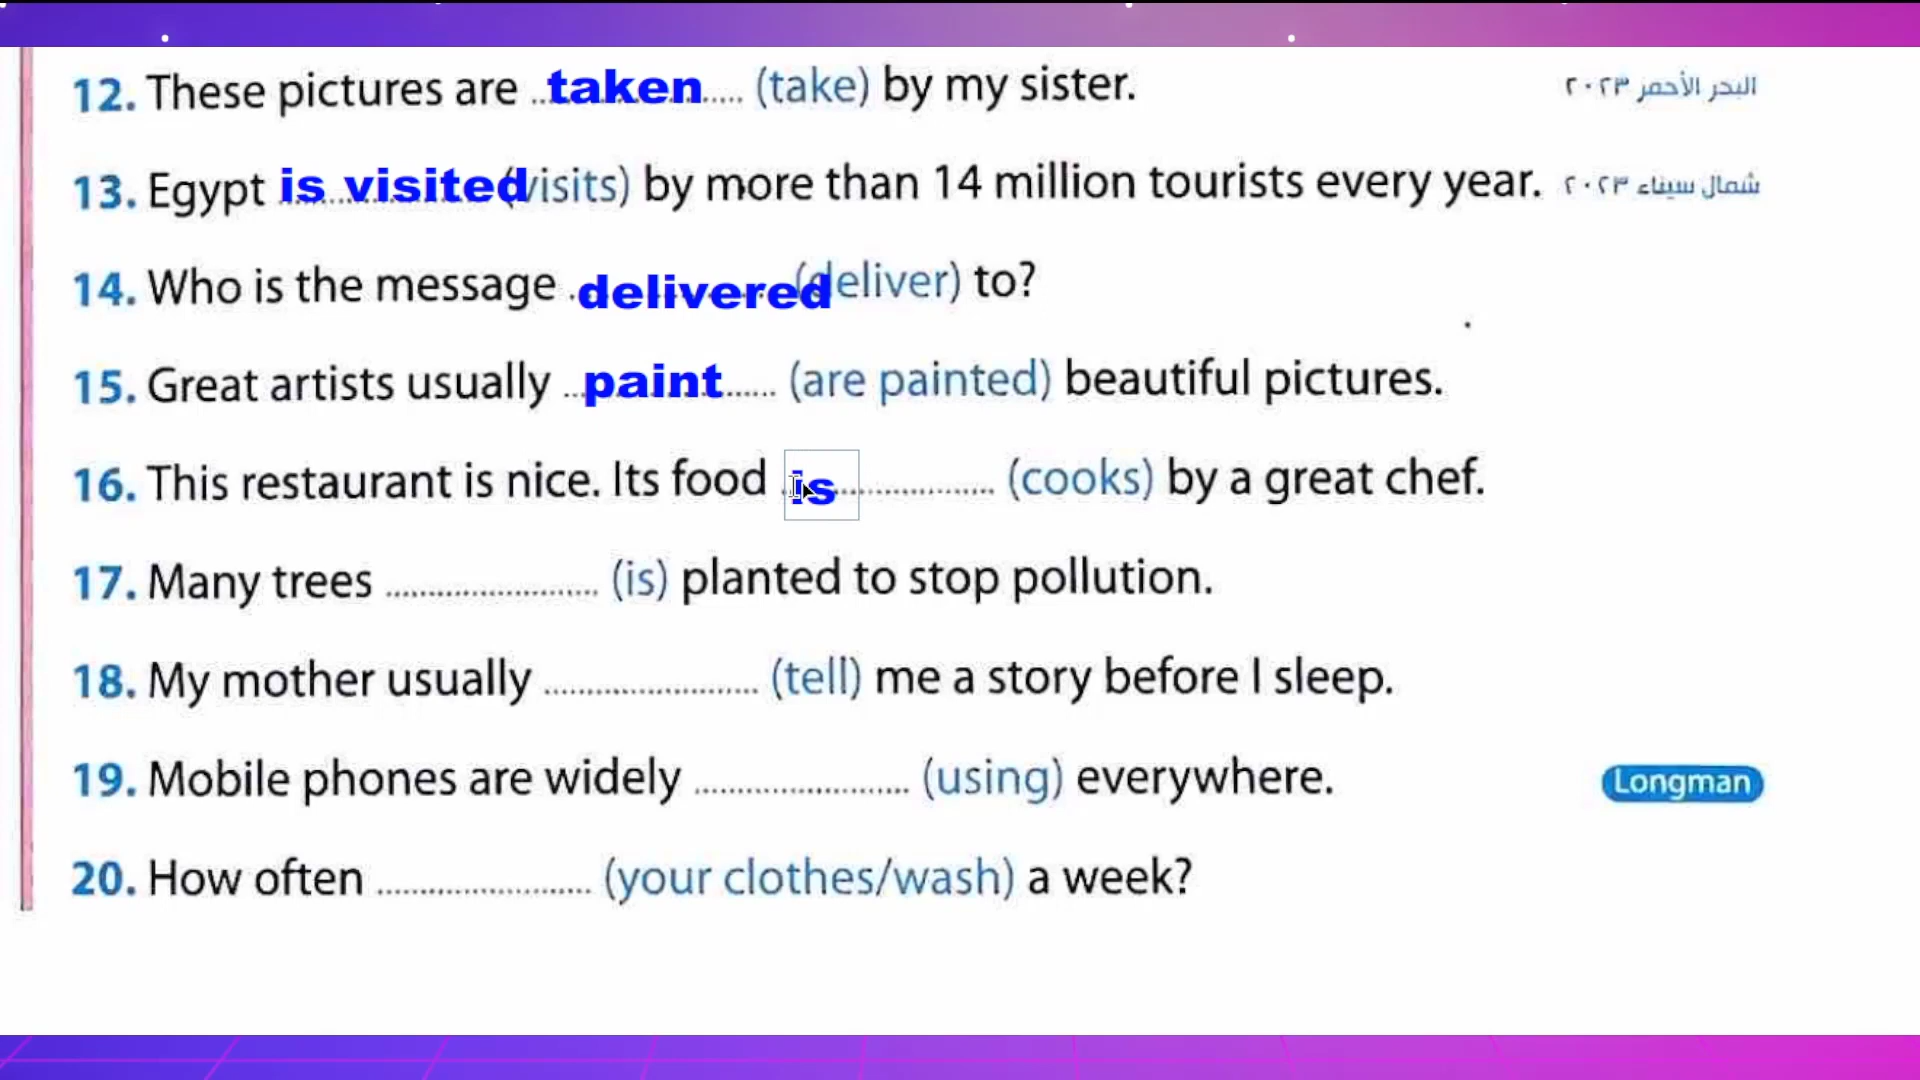 12. These pictures are taken (take) by my sister. البحر الأحمر ٢٠٢٣
13. Egypt is visited (visits) by more than 14 million tourists every year. شمال سيناء ٢٠٢٣
14. Who is the message delivered (deliver) to?
15. Great artists usually paint (are painted) beautiful pictures.
16. This restaurant is nice. Its food is (cooks) by a great chef.
17. Many trees ........................ (is) planted to stop pollution.
18. My mother usually ........................ (tell) me a story before I sleep.
19. Mobile phones are widely ........................ (using) everywhere. Longman
20. How often ........................ (your clothes/wash) a week?